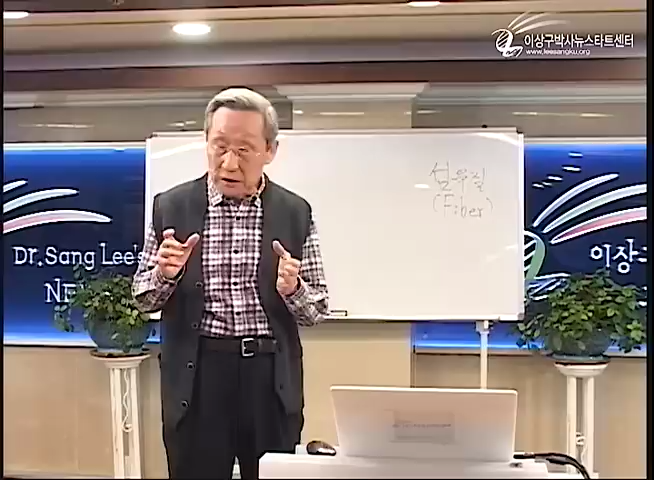 이상구박사뉴스타트센터
www.leesangku.org
섬유질
(Fiber)
Dr.Sang Lee's
NE
이상구